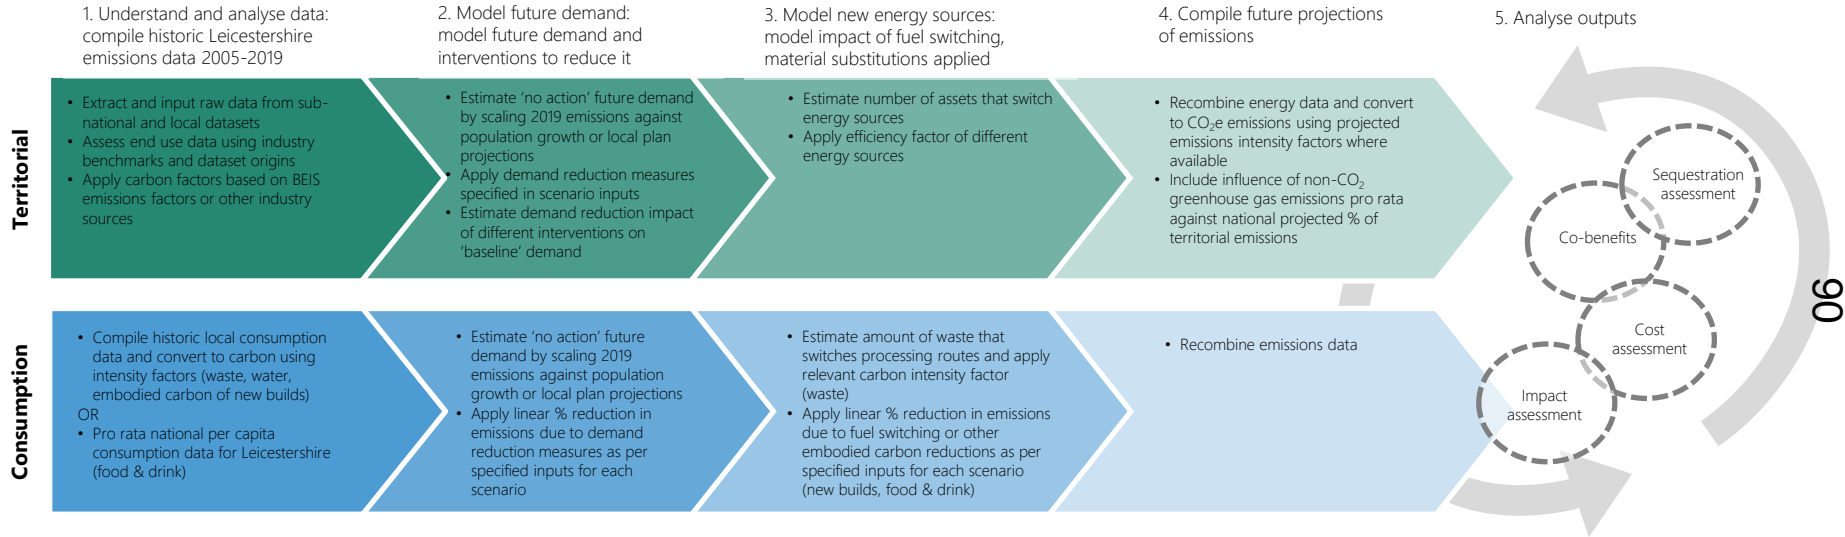 1. Understand and analyse data:
compile historic Leicestershire
emissions data 2005-2019
2. Model future demand:
model future demand and
interventions to reduce it
3. Model new energy sources:
model impact of fuel switching,
material substitutions applied
4. Compile future projections
of emissions
5. Analyse outputs
Territorial
• Extract and input raw data from sub-
national and local datasets
• Assess end use data using industry
benchmarks and dataset origins
• Apply carbon factors based on BEIS
emissions factors or other industry
sources
• Estimate ‘no action’ future demand
by scaling 2019 emissions against
population growth or local plan
projections
• Apply demand reduction measures
specified in scenario inputs
• Estimate demand reduction impact
of different interventions on
‘baseline’ demand
• Estimate number of assets that switch
energy sources
• Apply efficiency factor of different
energy sources
• Recombine energy data and convert
to CO₂e emissions using projected
emissions intensity factors where
available
• Include influence of non-CO₂
greenhouse gas emissions pro rata
against national projected % of
territorial emissions
Consumption
• Compile historic local consumption
data and convert to carbon using
intensity factors (waste, water,
embodied carbon of new builds)
OR
• Pro rata national per capita
consumption data for Leicestershire
(food & drink)
• Estimate ‘no action’ future
demand by scaling 2019
emissions against population
growth or local plan projections
• Apply linear % reduction in
emissions due to demand
reduction measures as per
specified inputs for each
scenario
• Estimate amount of waste that
switches processing routes and apply
relevant carbon intensity factor
(waste)
• Apply linear % reduction in emissions
due to fuel switching or other
embodied carbon reductions as per
specified inputs for each scenario
(new builds, food & drink)
• Recombine emissions data
Sequestration
assessment
Co-benefits
Cost
assessment
Impact
assessment
90